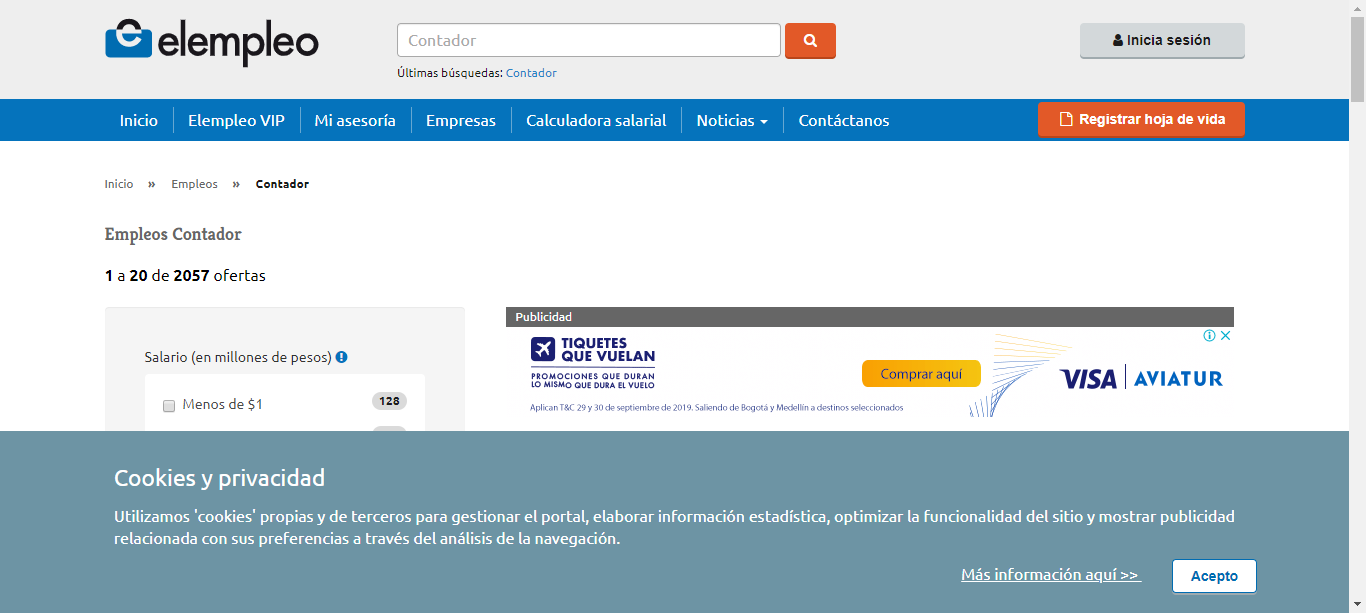 elempleo
Contador
Últimas búsquedas: Contador
Inicia sesión
Inicio
Elempleo VIP
Mi asesoría
Empresas
Calculadora salarial
Noticias
Contáctanos
Registrar hoja de vida
Inicio » Empleos » Contador
Empleos Contador
1 a 20 de 2057 ofertas
Salario (en millones de pesos)
Menos de $1 128
Publicidad
TIQUETES
QUE VUELAN
PROMOCIONES QUE DURAN
LO MISMO QUE DURA EL VUELO
Aplican T&C 29 y 30 de septiembre de 2019. Saliendo de Bogotá y Medellín a destinos seleccionados
Comprar aquí
VISA | AVIATUR
Cookies y privacidad
Utilizamos 'cookies' propias y de terceros para gestionar el portal, elaborar información estadística, optimizar la funcionalidad del sitio y mostrar publicidad
relacionada con sus preferencias a través del análisis de la navegación.
Más información aquí >>
Acepto